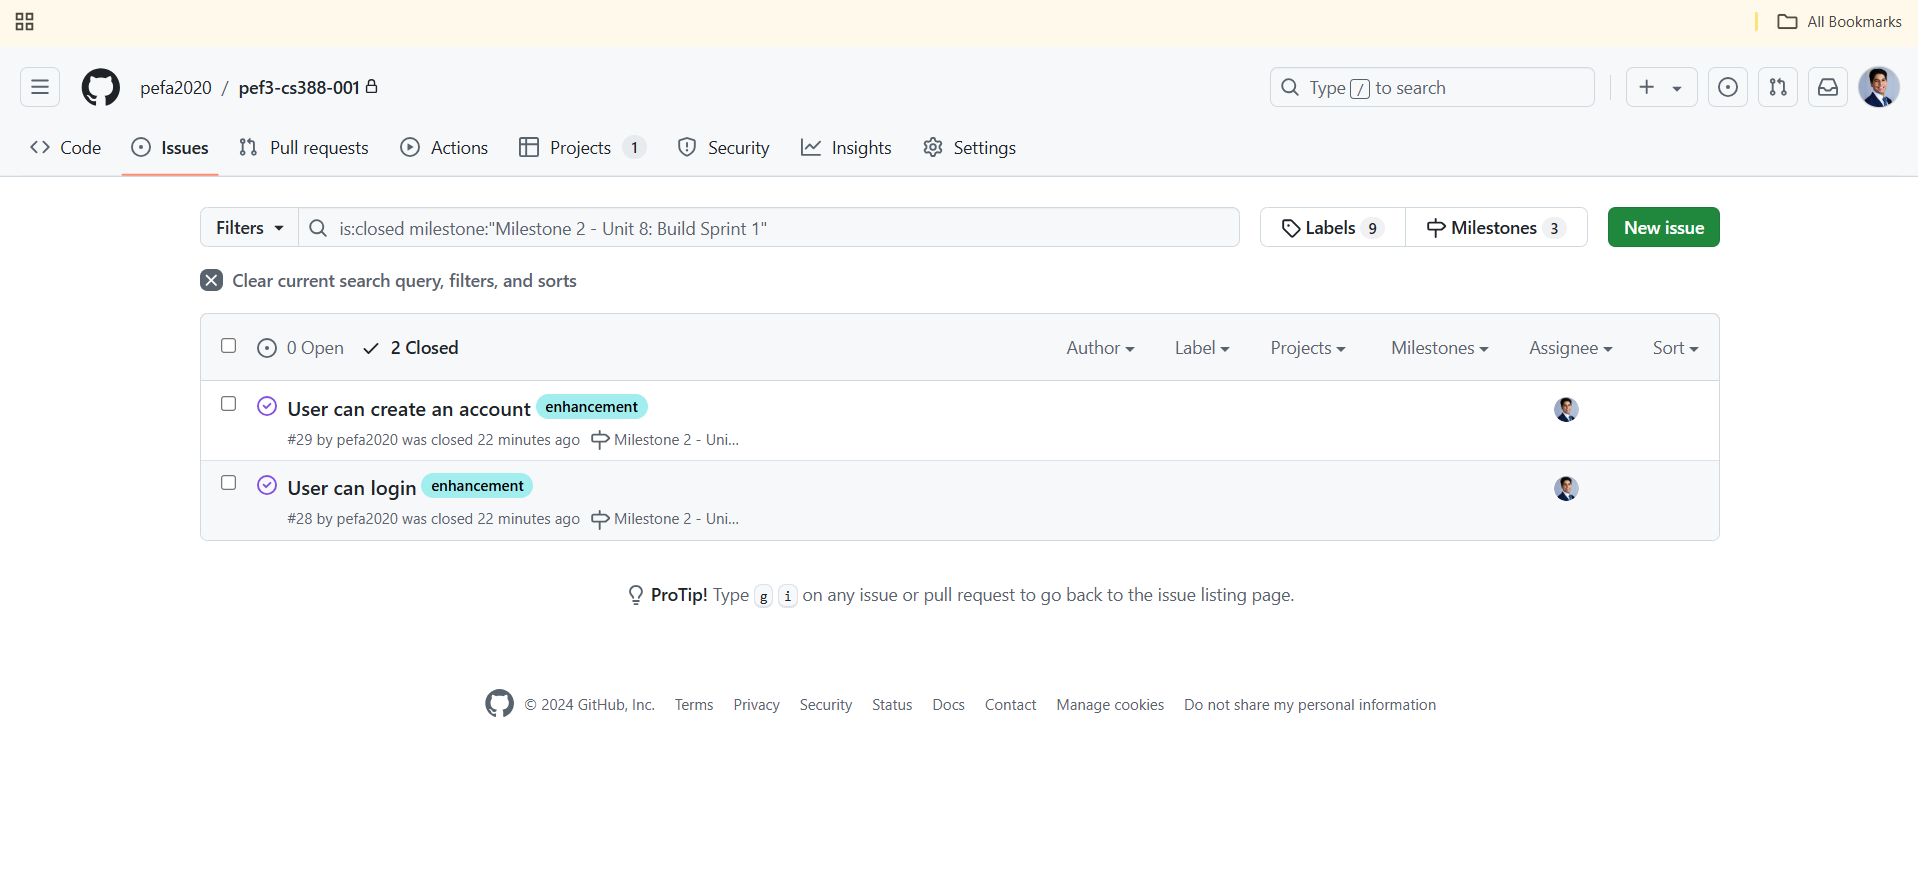 All Bookmarks
pefa2020 / pef3-cs388-001
Type / to search
Code Issues Pull requests Actions Projects 1 Security Insights Settings
Filters is:closed milestone:"Milestone 2 - Unit 8: Build Sprint 1" Labels 9 Milestones 3 New issue
Clear current search query, filters, and sorts
0 Open 2 Closed Author Label Projects Milestones Assignee Sort
User can create an account enhancement
#29 by pefa2020 was closed 22 minutes ago Milestone 2 - Uni...
User can login enhancement
#28 by pefa2020 was closed 22 minutes ago Milestone 2 - Uni...
ProTip! Type g i on any issue or pull request to go back to the issue listing page.
© 2024 GitHub, Inc. Terms Privacy Security Status Docs Contact Manage cookies Do not share my personal information